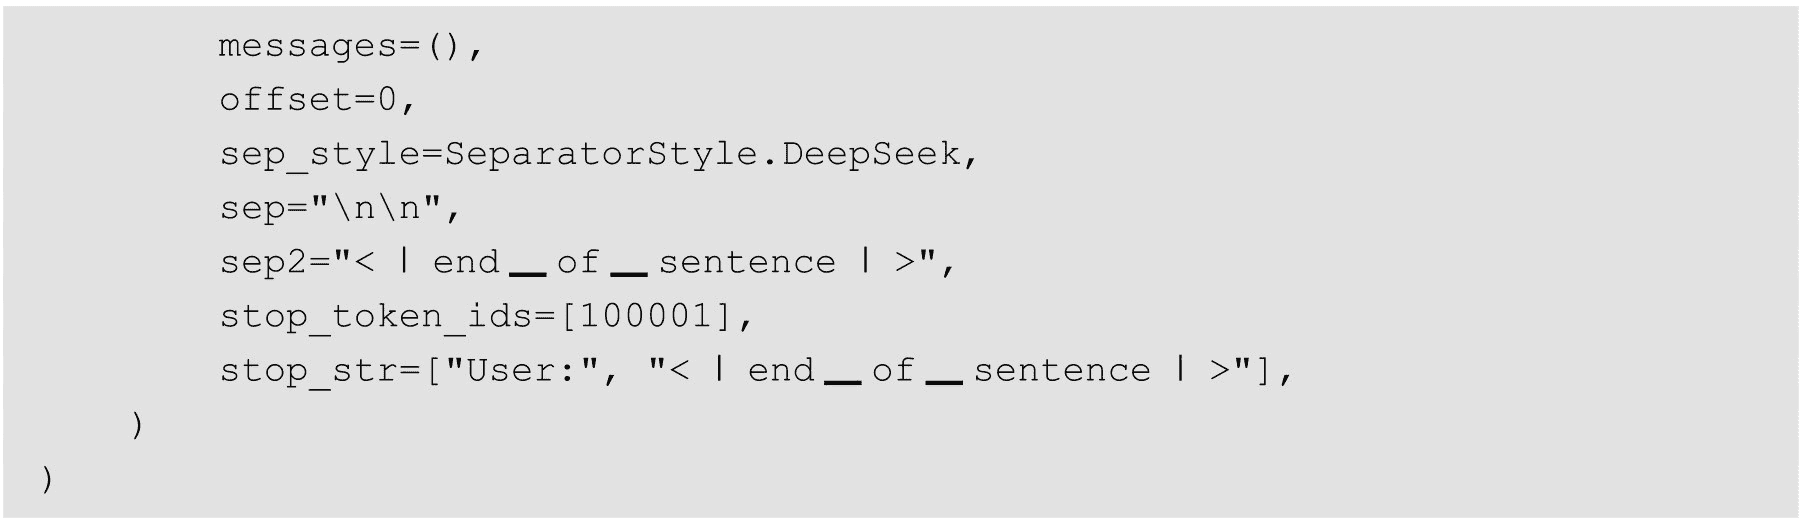 messages=(),
offset=0,
sep_style=SeparatorStyle.DeepSeek,
sep="\n\n",
sep2="<｜end▁of▁sentence｜>",
stop_token_ids=[100001],
stop_str=["User:", "<｜end▁of▁sentence｜>"],
)
)